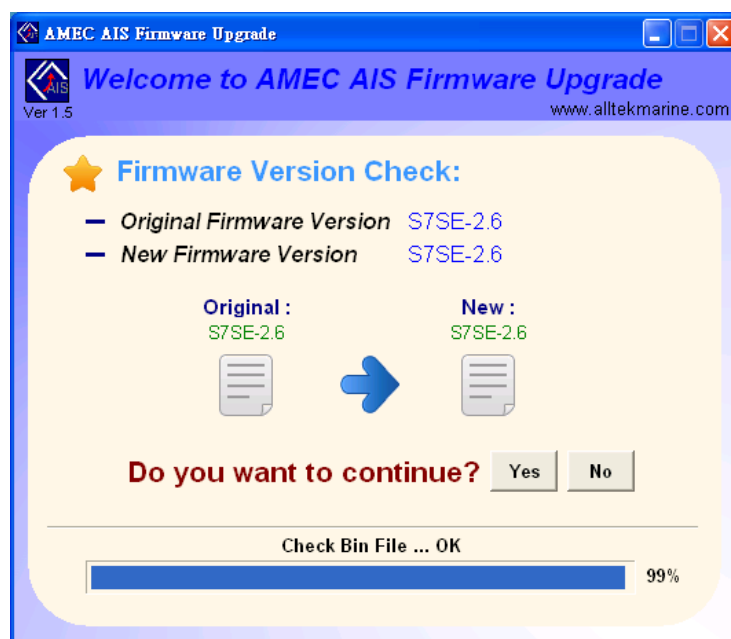 AMEC AIS Firmware Upgrade
Welcome to AMEC AIS Firmware Upgrade
AIS
Ver 1.5
www.alltekmarine.com
Firmware Version Check:
Original Firmware Version S7SE-2.6
New Firmware Version S7SE-2.6
Original : New :
S7SE-2.6 S7SE-2.6
Do you want to continue? Yes No
Check Bin File ... OK
99%